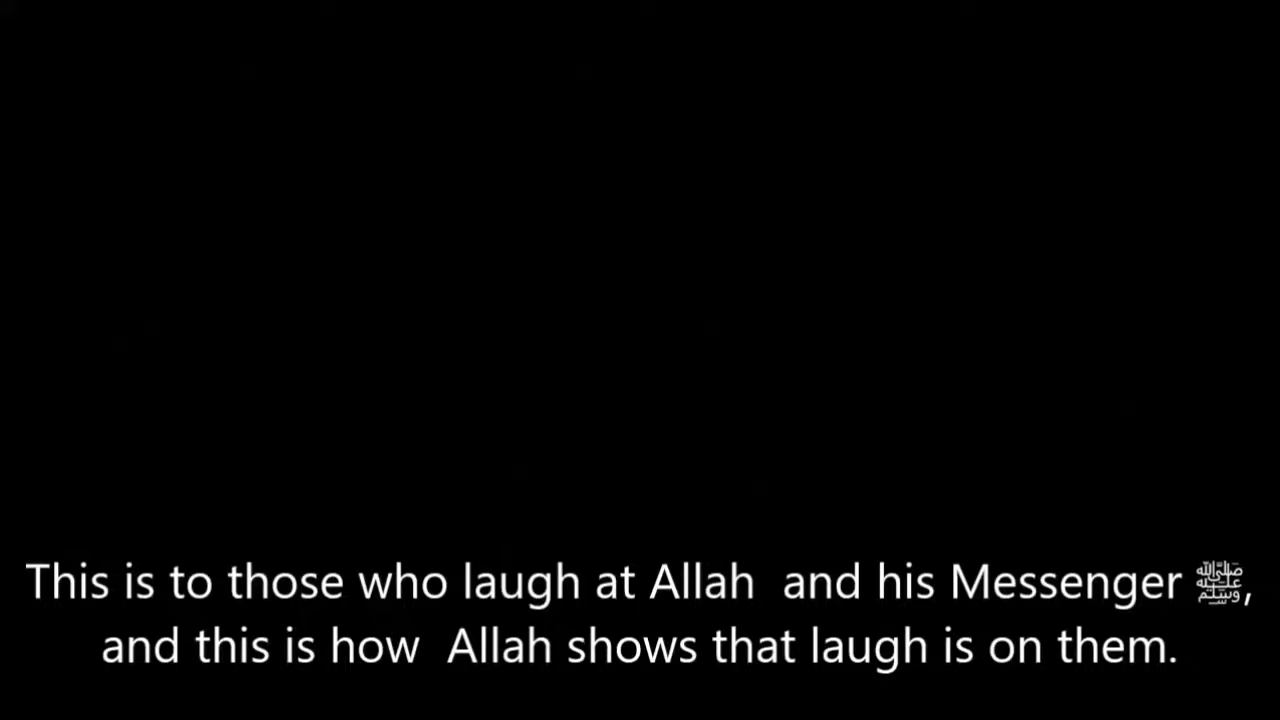 This is to those who laugh at Allah  and his Messenger ﷺ,
and this is how  Allah shows that laugh is on them.